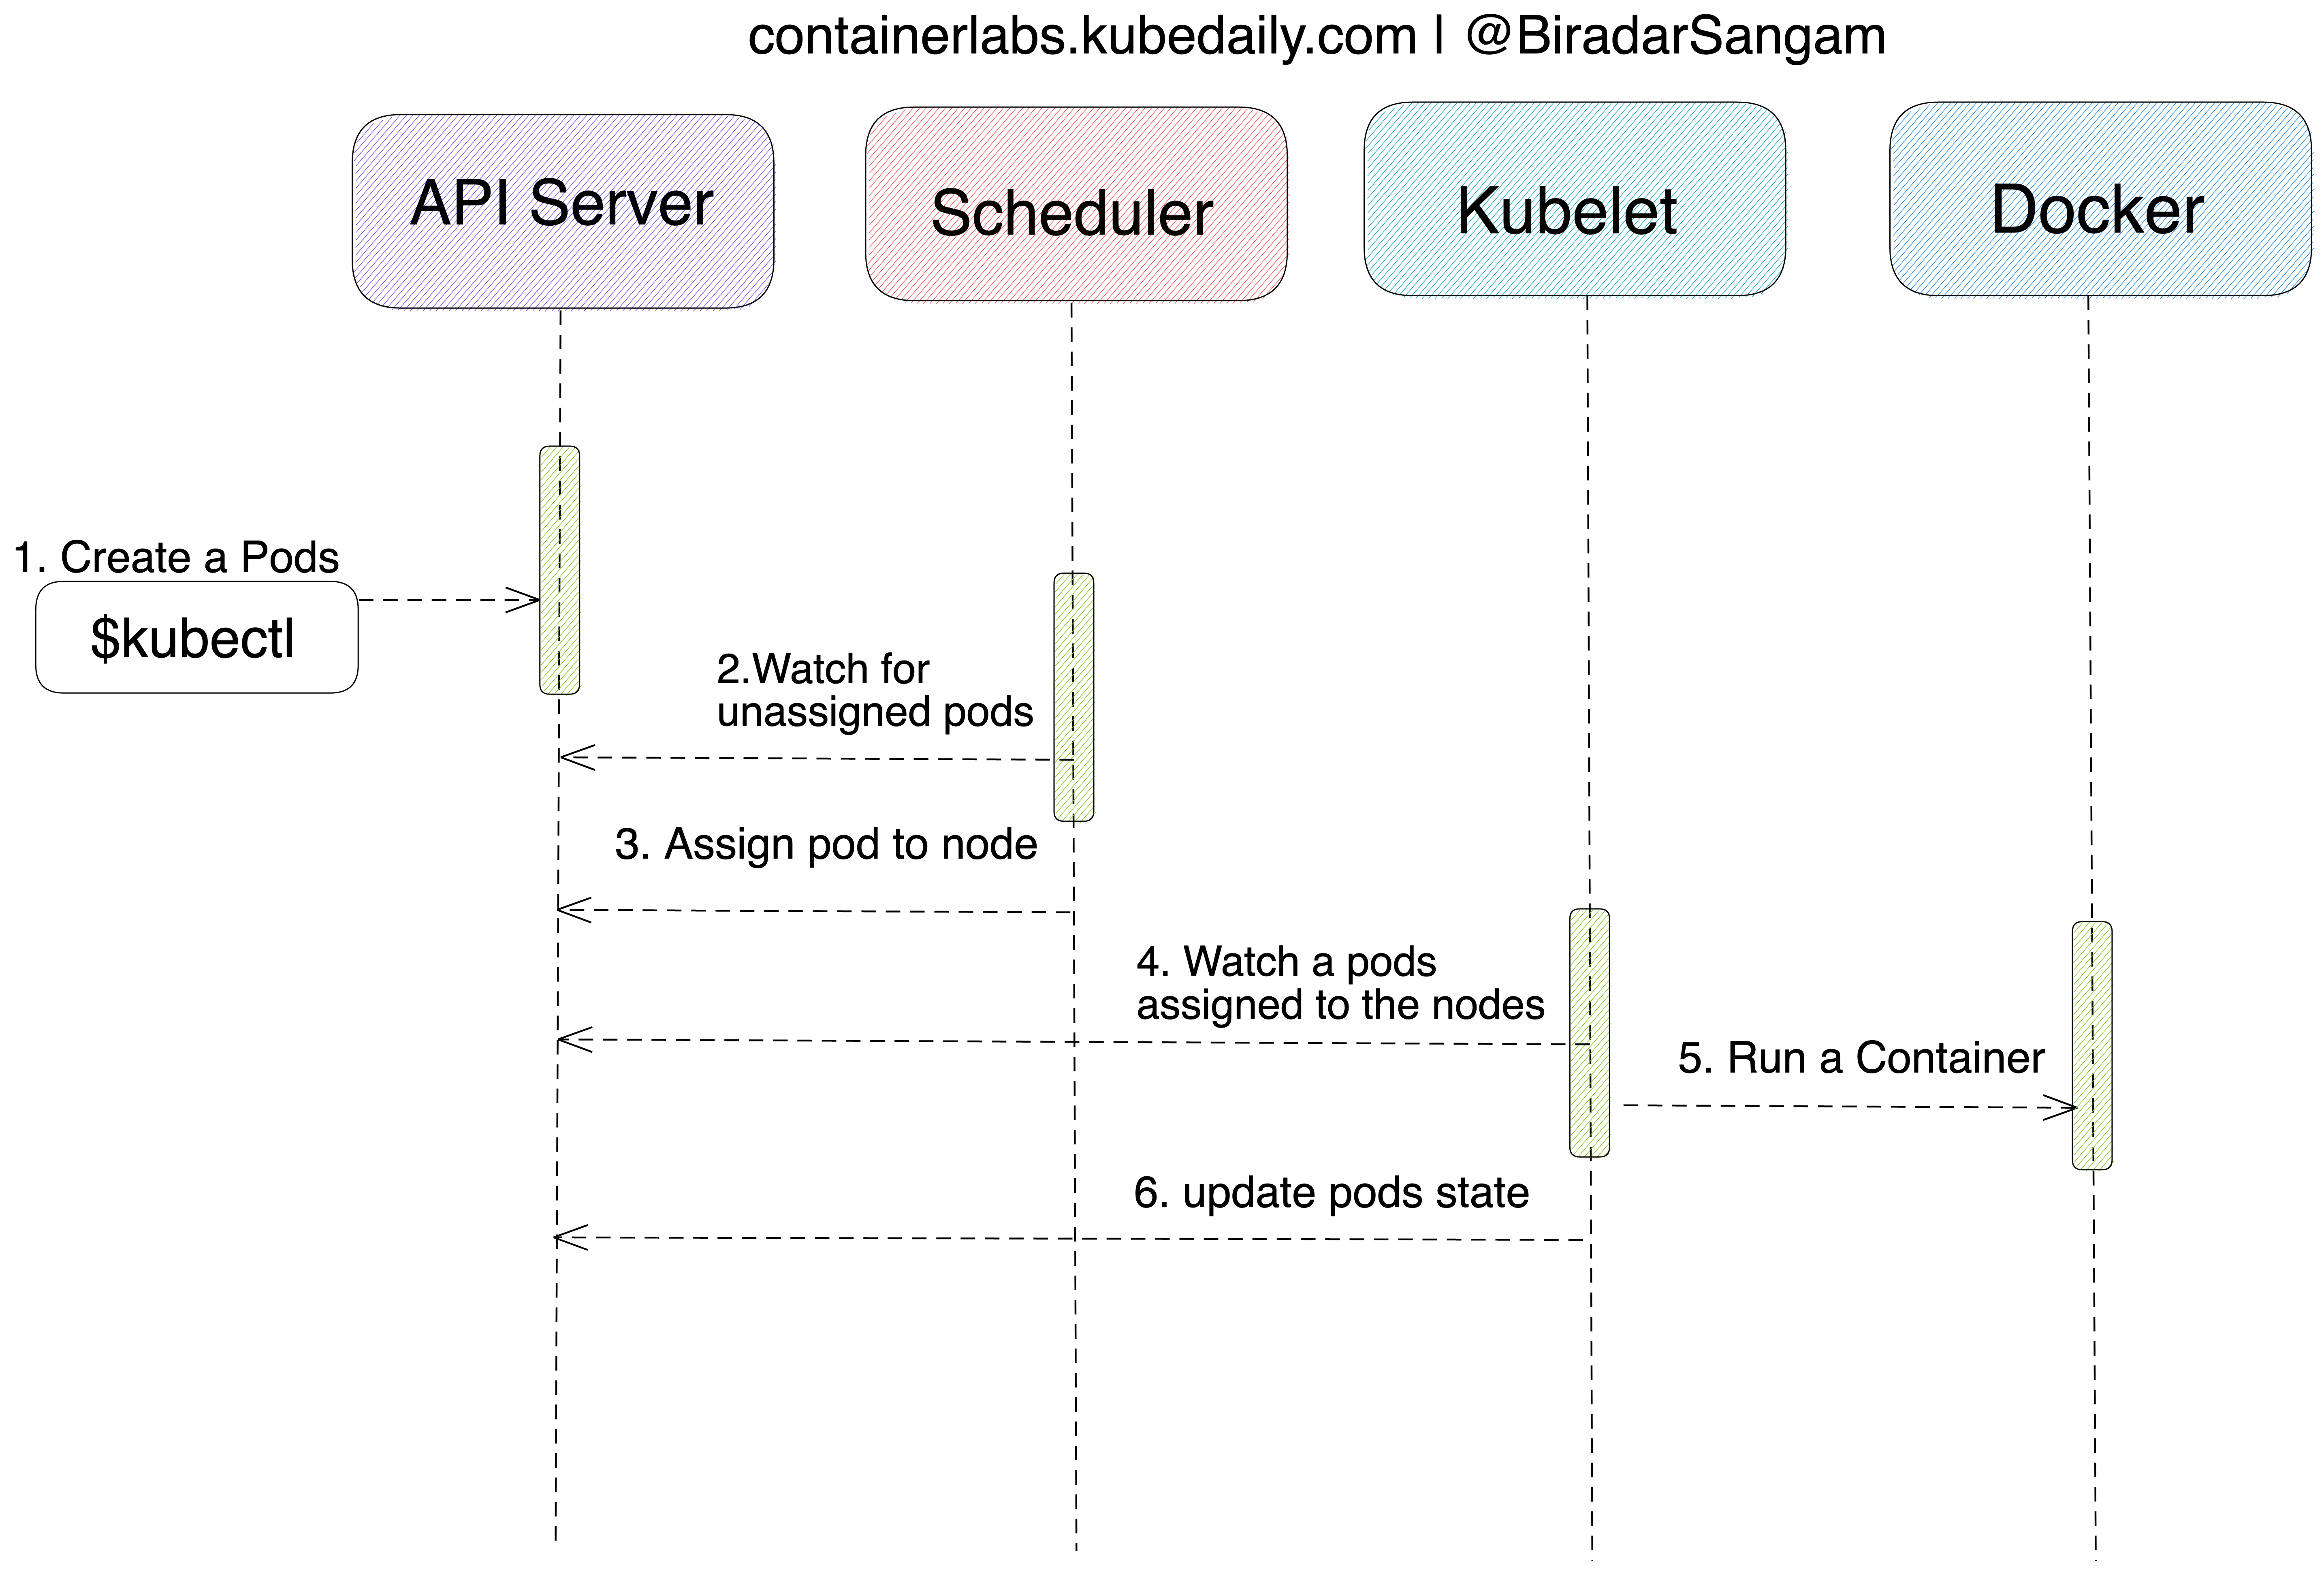 containerlabs.kubedaily.com | @BiradarSangam
API Server
Scheduler
Kubelet
Docker
1. Create a Pods
$kubectl
2.Watch for
unassigned pods
3. Assign pod to node
4. Watch a pods
assigned to the nodes
5. Run a Container
6. update pods state